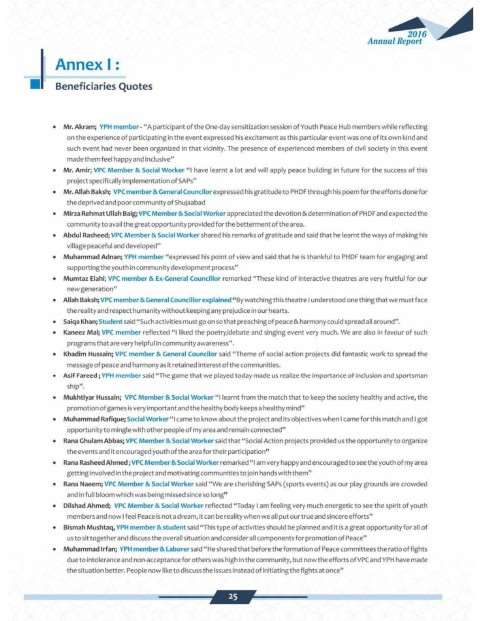 2016
Annual Report
Annex I :
Beneficiaries Quotes
• Mr. Akram; YPH member - "A participant of the One-day sensitization session of Youth Peace Hub members while reflecting
on the experience of participating in the event expressed his excitement as this particular event was one of its own kind and
such event had never been organized in that vicinity. The presence of experienced members of civil society in this event
made them feel happy and inclusive"
• Mr. Amir; VPC Member & Social Worker "I have learnt a lot and will apply peace building in future for the success of this
project specifically implementation of SAPs"
• Mr. Allah Baksh; VPC member & General Councilor expressed his gratitude to PHDF through his poem for the efforts done for
the deprived and poor community of Shujaabad
• Mirza Rehmat Ullah Baig; VPC Member & Social Worker appreciated the devotion & determination of PHDF and expected the
community to avail the great opportunity provided for the betterment of the area.
• Abdul Rasheed; VPC Member & Social Worker shared his remarks of gratitude and said that he learnt the ways of making his
village peaceful and developed"
• Muhammad Adnan; YPH member "expressed his point of view and said that he is thankful to PHDF team for engaging and
supporting the youth in community development process"
• Mumtaz Elahi; VPC member & Ex-General Councillor remarked "These kind of interactive theatres are very fruitful for our
new generation"
• Allah Baksh; VPC member & General Councillor explained "By watching this theatre I understood one thing that we must face
the reality and respect humanity without keeping any prejudice in our hearts.
• Saiqa Khan; Student said "Such activities must go on so that preaching of peace & harmony could spread all around".
• Kaneez Mai; VPC member reflected "I liked the poetry/debate and singing event very much. We are also in favour of such
programs that are very helpful in community awareness".
• Khadim Hussain; VPC member & General Councilor said "Theme of social action projects did fantastic work to spread the
message of peace and harmony as it retained interest of the communities.
• Asif Fareed ; YPH member said "The game that we played today made us realize the importance of inclusion and sportsman
ship".
• Mukhtiyar Hussain; VPC Member & Social Worker "I learnt from the match that to keep the society healthy and active, the
promotion of games is very important and the healthy body keeps a healthy mind"
• Muhammad Rafique; Social Worker "I came to know about the project and its objectives when I came for this match and I got
opportunity to mingle with other people of my area and remain connected"
• Rana Ghulam Abbas; VPC Member & Social Worker said that "Social Action projects provided us the opportunity to organize
the events and it encouraged youth of the area for their participation"
• Rana Rasheed Ahmed ; VPC Member & Social Worker remarked "I am very happy and encouraged to see the youth of my area
getting involved in the project and motivating communities to join hands with them"
• Rana Naeem; VPC Member & Social Worker said "We are cherishing SAPs (sports events) as our play grounds are crowded
and in full bloom which was being missed since so long"
• Dilshad Ahmed; VPC Member & Social Worker reflected "Today I am feeling very much energetic to see the spirit of youth
members and now I feel Peace is not a dream, it can be reality when we all put our true and sincere efforts"
• Bismah Mushtaq, YPH member & student said "This type of activities should be planned and it is a great opportunity for all of
us to sit together and discuss the overall situation and consider all components for promotion of Peace"
• Muhammad Irfan; YPH member & Laborer said "He shared that before the formation of Peace committees the ratio of fights
due to intolerance and non-acceptance for others was high in the community, but now the efforts of VPC and YPH have made
the situation better. People now like to discuss the issues instead of initiating the fights at once"
25